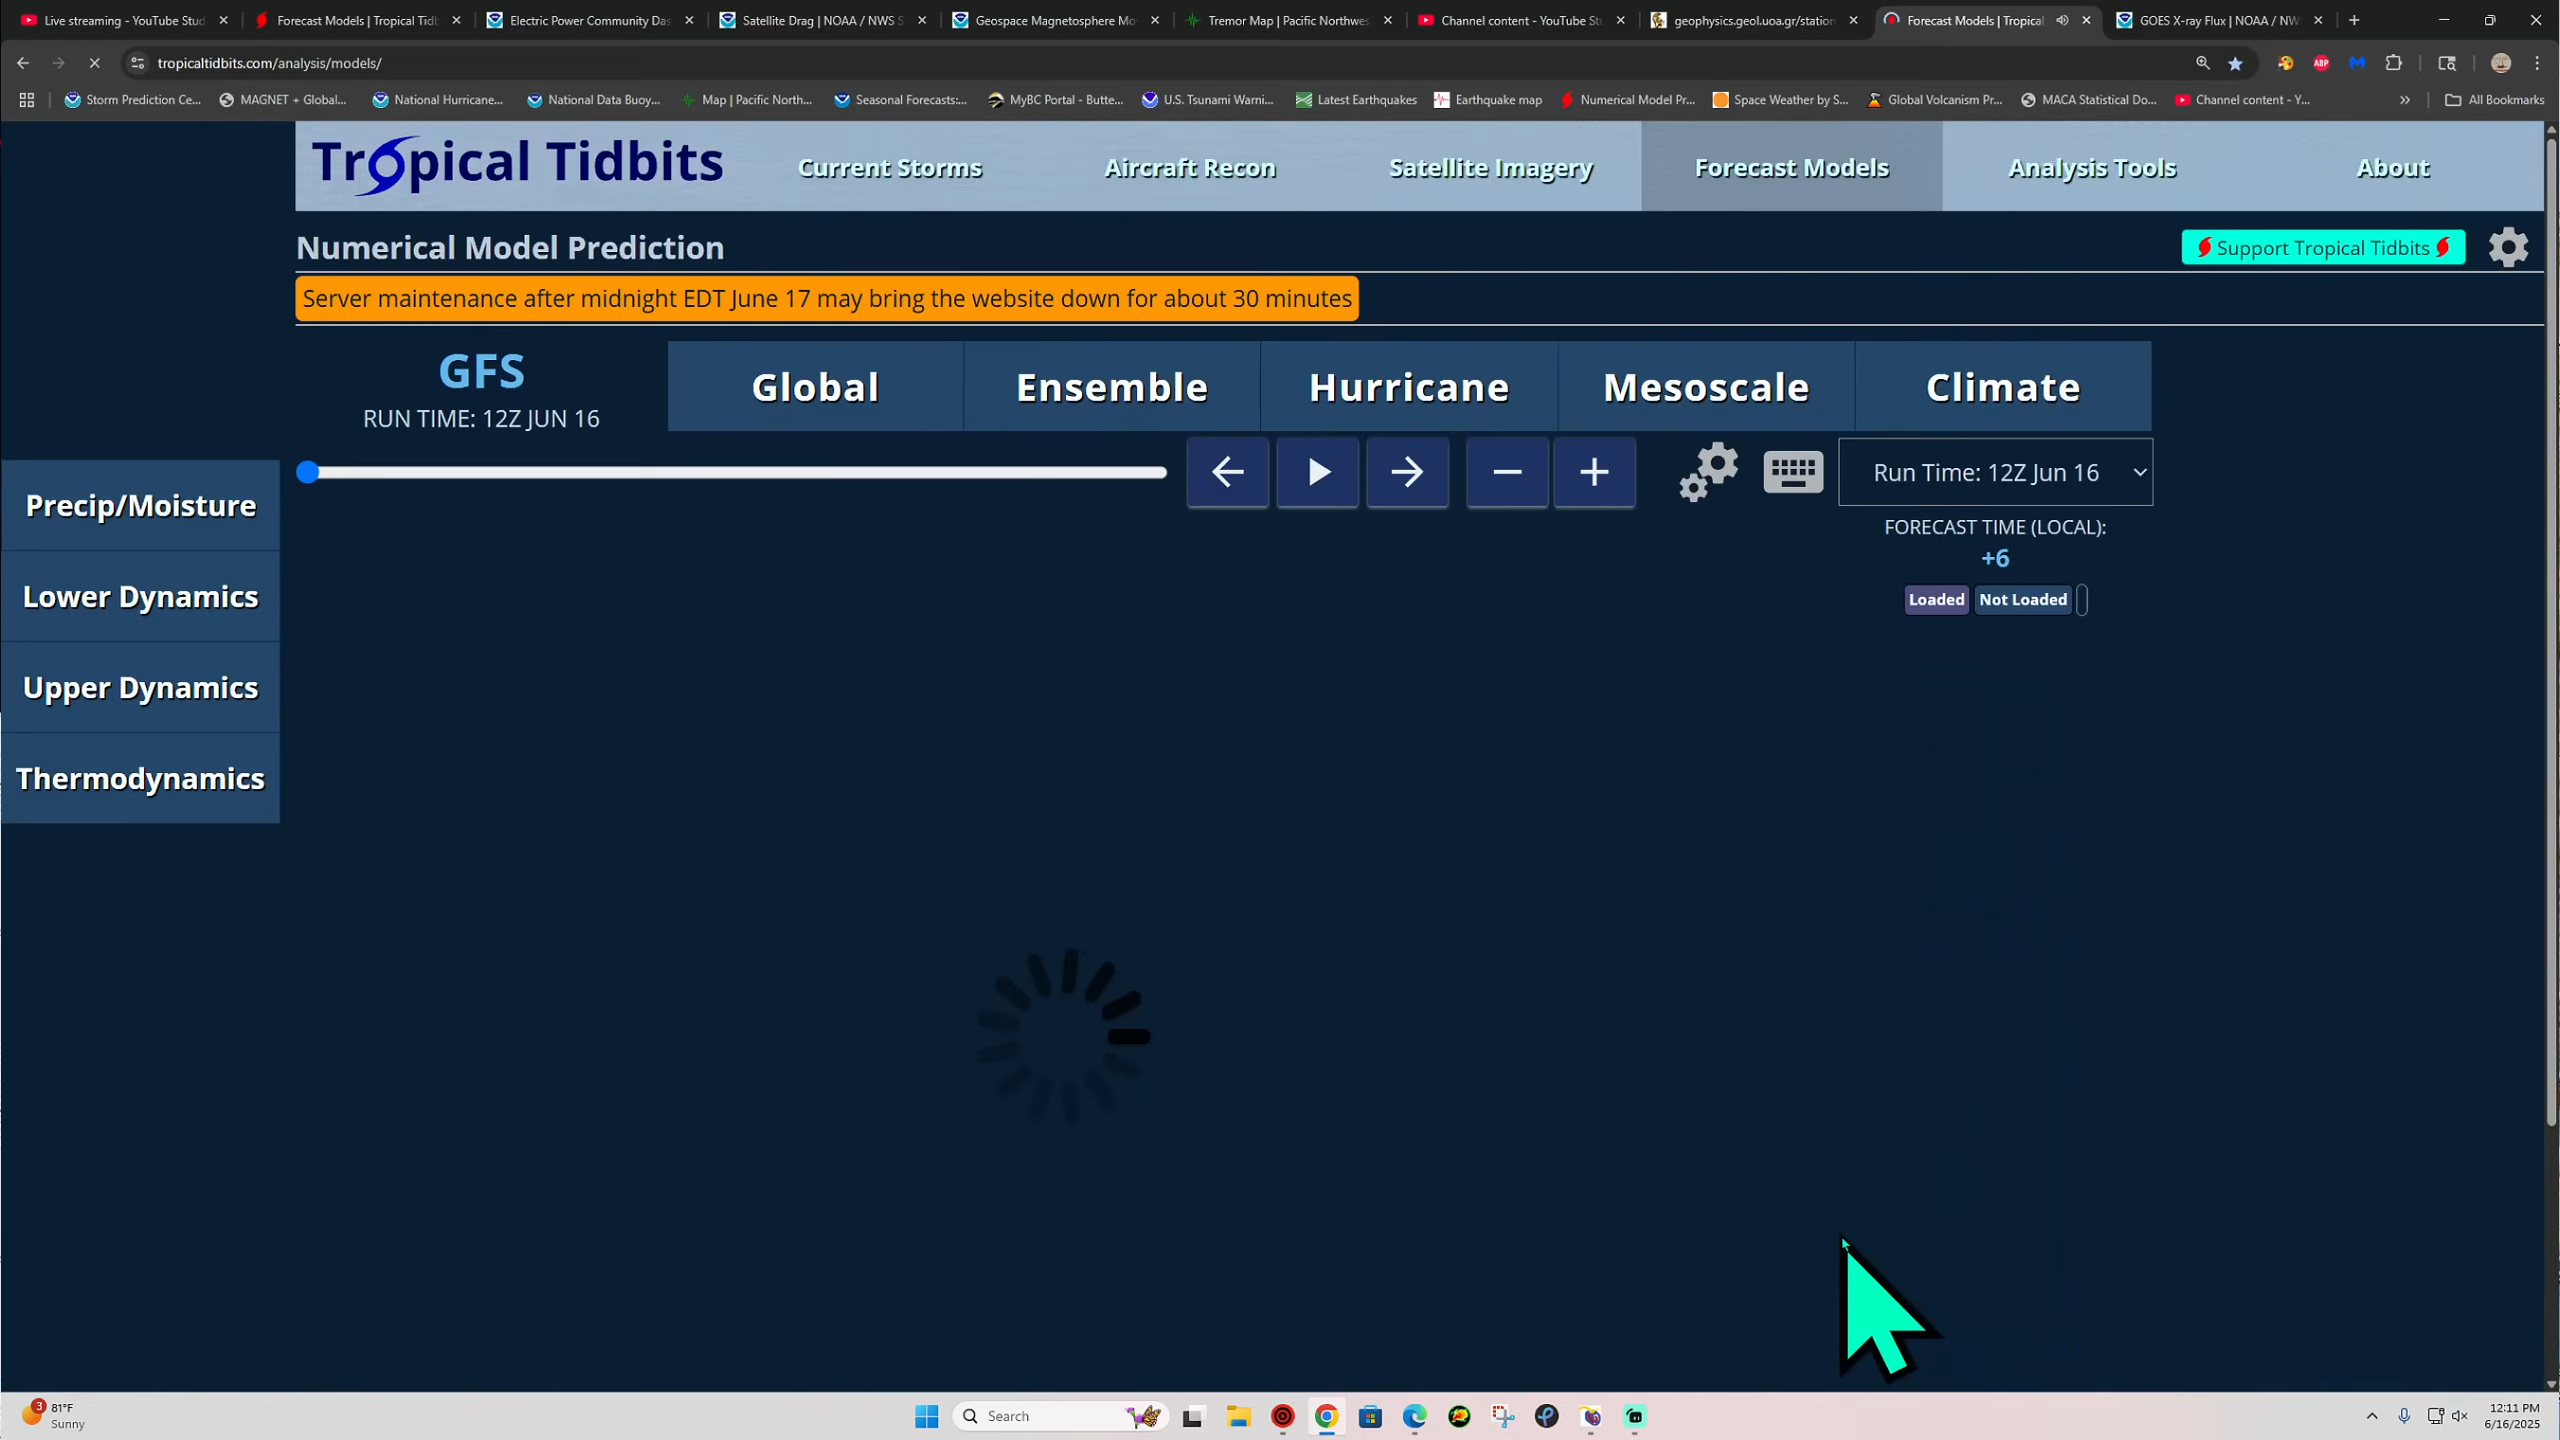 Live streaming - YouTube Stud
Forecast Models | Tropical Tidb
Electric Power Community Das
Satellite Drag | NOAA / NWS S
Geospace Magnetosphere Mo
Tremor Map | Pacific Northwes
Channel content - YouTube Stu
geophysics.geol.uoa.gr/station
Forecast Models | Tropical
GOES X-ray Flux | NOAA / NW
tropicaltidbits.com/analysis/models/
ABP
Storm Prediction Ce...
MAGNET + Global...
National Hurricane...
National Data Buoy...
Map | Pacific North...
Seasonal Forecasts:...
MyBC Portal - Butte...
U.S. Tsunami Warni...
Latest Earthquakes
Earthquake map
Numerical Model Pr...
Space Weather by S...
Global Volcanism Pr...
MACA Statistical Do...
Channel content - Y...
All Bookmarks
Tropical Tidbits
Current Storms
Aircraft Recon
Satellite Imagery
Forecast Models
Analysis Tools
About
Numerical Model Prediction
Support Tropical Tidbits
Server maintenance after midnight EDT June 17 may bring the website down for about 30 minutes
GFS
RUN TIME: 12Z JUN 16
Global
Ensemble
Hurricane
Mesoscale
Climate
Run Time: 12Z Jun 16
FORECAST TIME (LOCAL):
+6
Loaded
Not Loaded
Precip/Moisture
Lower Dynamics
Upper Dynamics
Thermodynamics
3
81°F
Sunny
Search
12:11 PM
6/16/2025